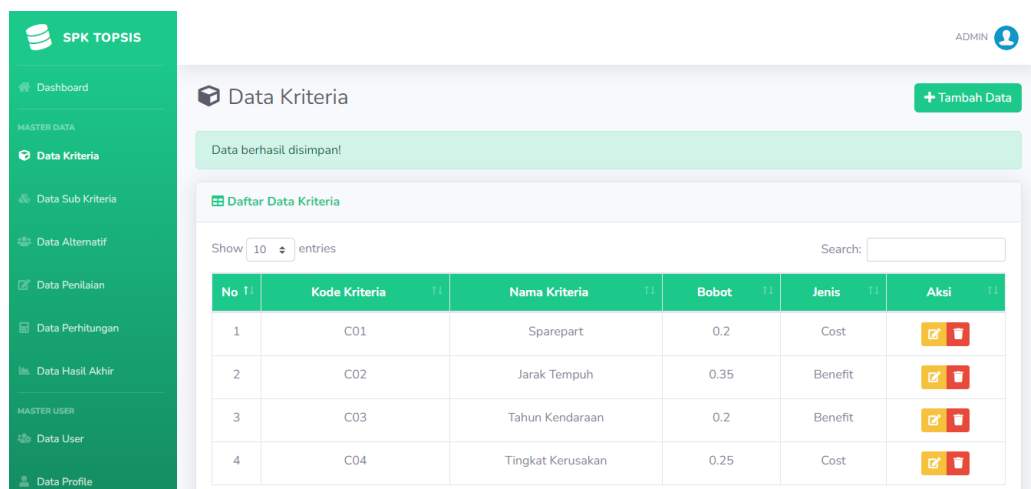 SPK TOPSIS
ADMIN
Dashboard
MASTER DATA
Data Kriteria
Data Sub Kriteria
Data Alternatif
Data Penilaian
Data Perhitungan
Data Hasil Akhir
MASTER USER
Data User
Data Profile
Data Kriteria
+ Tambah Data
Data berhasil disimpan!
Daftar Data Kriteria
Show 10 entries Search:
No Kode Kriteria Nama Kriteria Bobot Jenis Aksi
1 C01 Sparepart 0.2 Cost
2 C02 Jarak Tempuh 0.35 Benefit
3 C03 Tahun Kendaraan 0.2 Benefit
4 C04 Tingkat Kerusakan 0.25 Cost